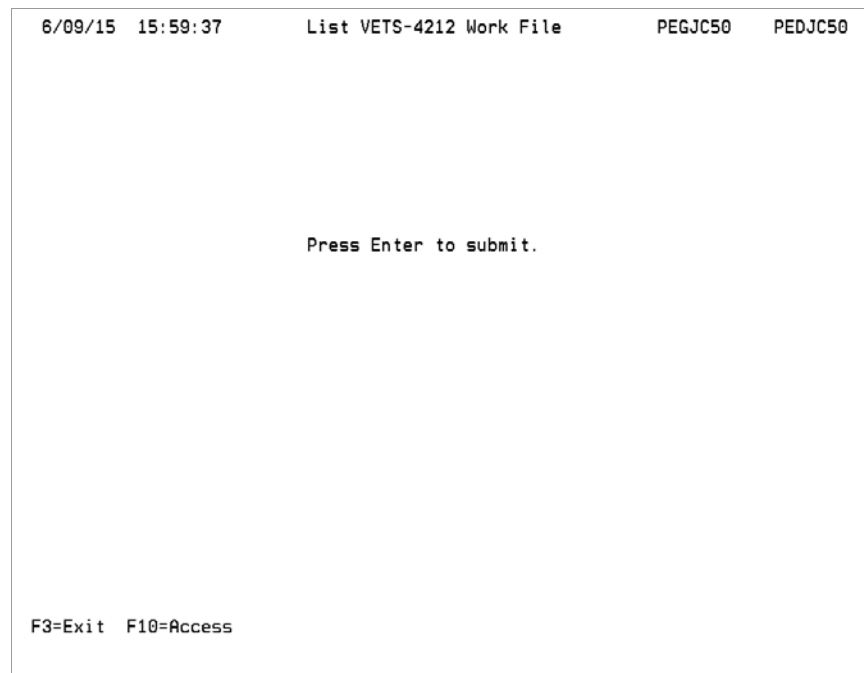 6/09/15 15:59:37 List VETS-4212 Work File PEGJC50 PEDJC50
Press Enter to submit.
F3=Exit F10=Access